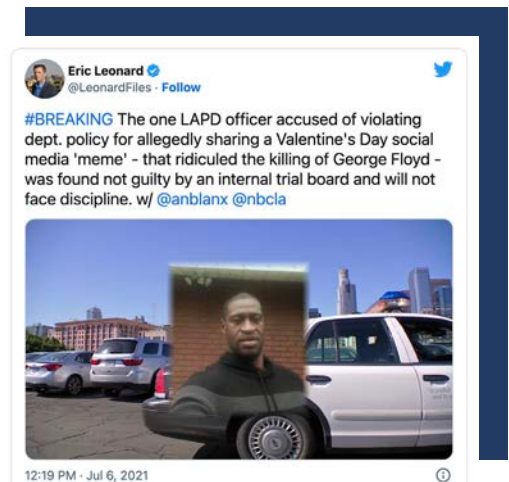 Eric Leonard
@LeonardFiles · Follow
#BREAKING The one LAPD officer accused of violating
dept. policy for allegedly sharing a Valentine's Day social
media 'meme' - that ridiculed the killing of George Floyd -
was found not guilty by an internal trial board and will not
face discipline. w/ @anblanx @nbcla
12:19 PM · Jul 6, 2021